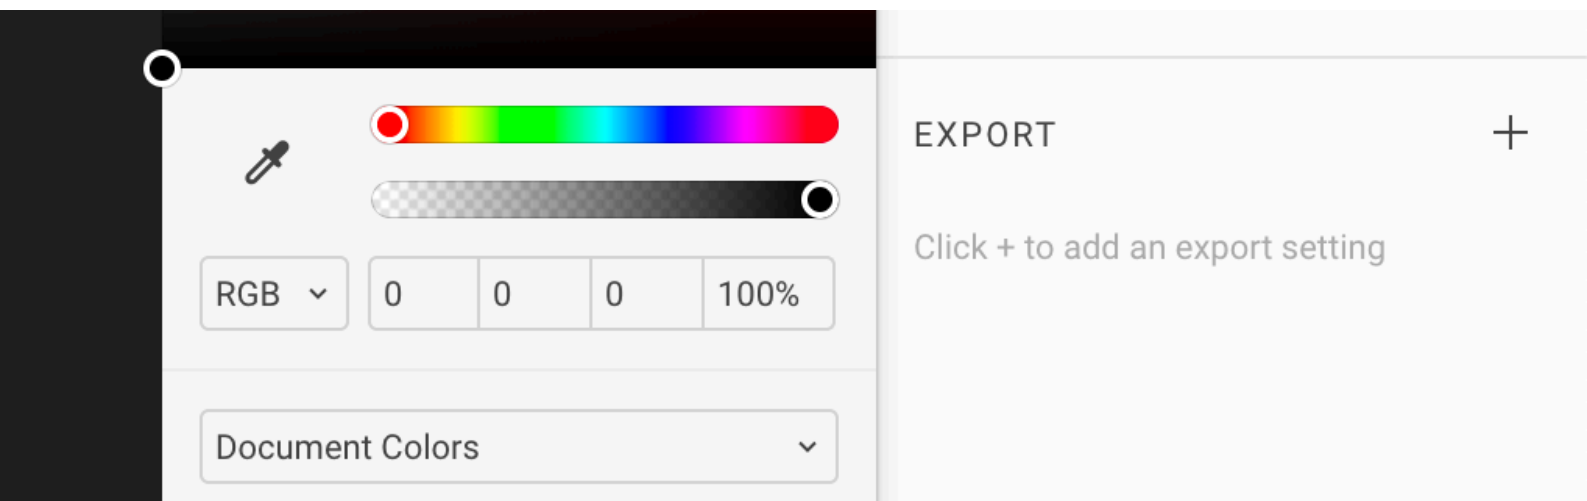 EXPORT
Click + to add an export setting
RGB 0 0 0 100%
Document Colors